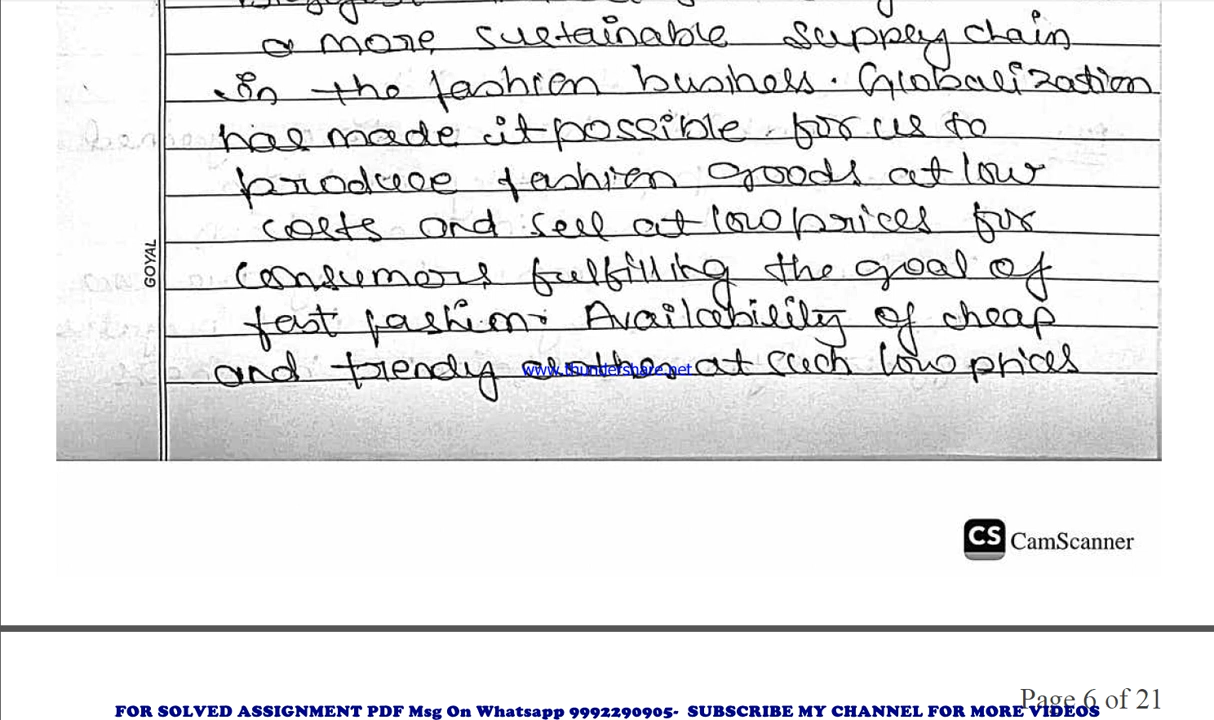 a more sustainable supply chain
in the fashion business. Globalization
has made it possible for us to
produce fashion goods at low
costs and sell at low prices for
consumers fulfilling the goal of
fast fashion. Availability of cheap
and trendy clothes at such low prices
www.thundershare.net
GOYAL
CS CamScanner
Page 6 of 21
FOR SOLVED ASSIGNMENT PDF Msg On Whatsapp 9992290905- SUBSCRIBE MY CHANNEL FOR MORE VIDEOS